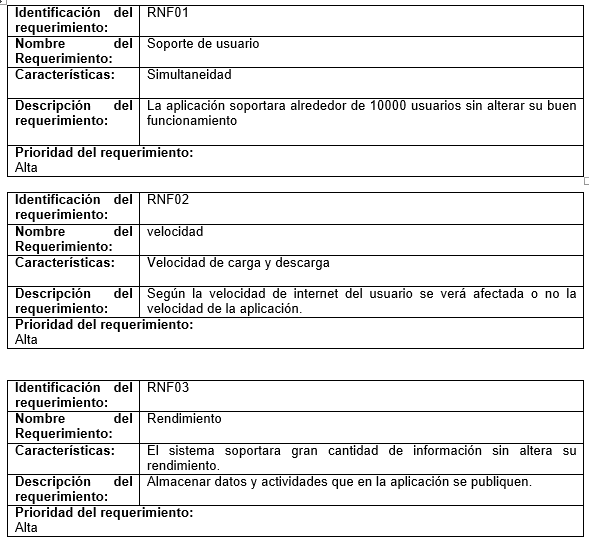 Identificación del requerimiento: RNF01
Nombre del Requerimiento: Soporte de usuario
Características: Simultaneidad
Descripción del requerimiento: La aplicación soportara alrededor de 10000 usuarios sin alterar su buen funcionamiento
Prioridad del requerimiento:
Alta
Identificación del requerimiento: RNF02
Nombre del Requerimiento: velocidad
Características: Velocidad de carga y descarga
Descripción del requerimiento: Según la velocidad de internet del usuario se verá afectada o no la velocidad de la aplicación.
Prioridad del requerimiento:
Alta
Identificación del requerimiento: RNF03
Nombre del Requerimiento: Rendimiento
Características: El sistema soportara gran cantidad de información sin altera su rendimiento.
Descripción del requerimiento: Almacenar datos y actividades que en la aplicación se publiquen.
Prioridad del requerimiento:
Alta